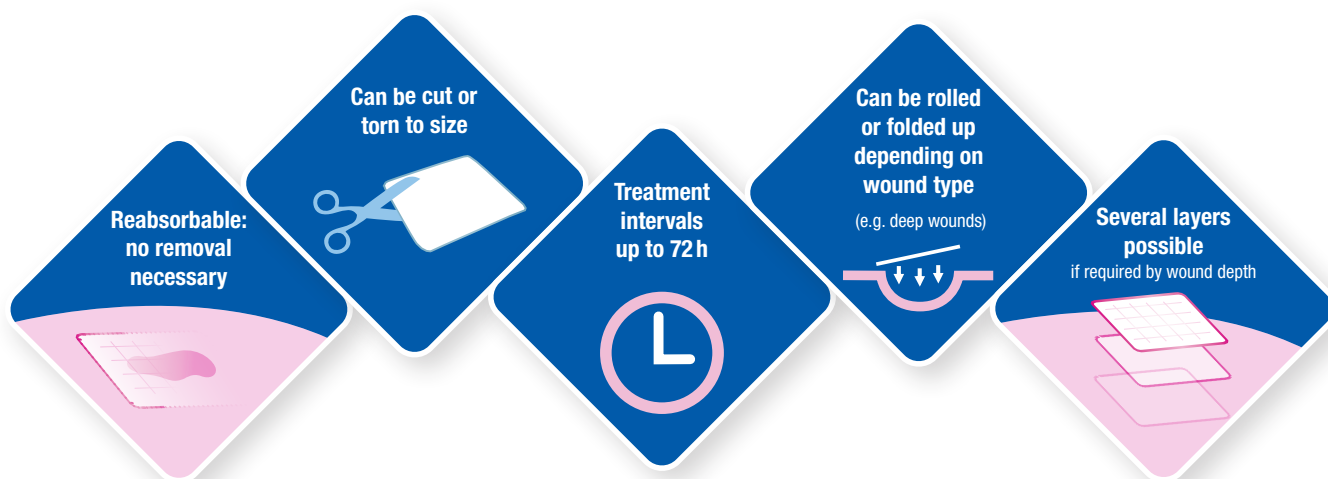 Reabsorbable:
no removal
necessary
Can be cut or
torn to size
Treatment
intervals
up to 72 h
Can be rolled
or folded up
depending on
wound type
(e.g. deep wounds)
Several layers
possible
if required by wound depth